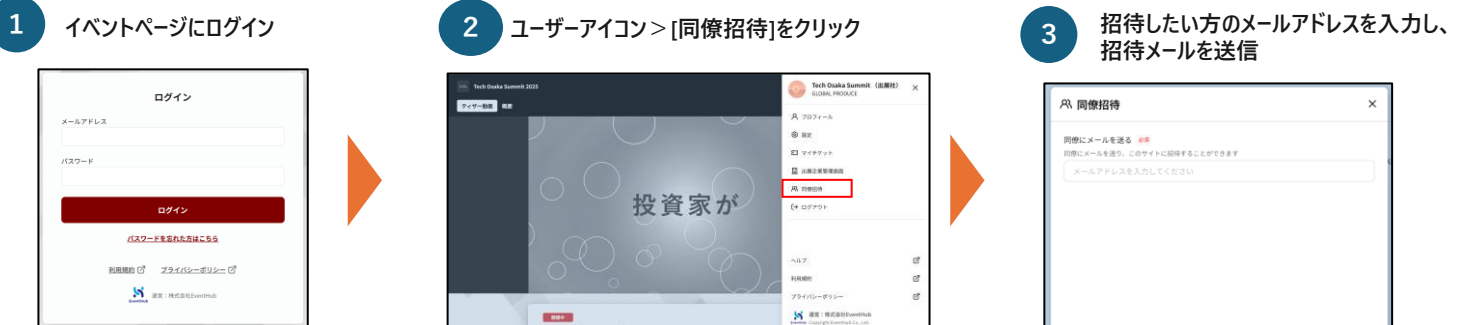 1
イベントページにログイン
ログイン
メールアドレス
パスワード
ログイン
パスワードを忘れた方はこちら
利用規約 プライバシーポリシー
EventHub 運営：株式会社EventHub
2
ユーザーアイコン＞[同僚招待]をクリック
Tech Osaka Summit 2025
ティザー動画 概要
投資家が
開催中
Tech Osaka Summit （出展社）
GLOBAL PRODUCE
プロフィール
設定
マイチケット
出展企業管理画面
同僚招待
ログアウト
ヘルプ
利用規約
プライバシーポリシー
運営：株式会社EventHub
EventHub Copyright EventHub Co., Ltd.
3
招待したい方のメールアドレスを入力し、
招待メールを送信
同僚招待
同僚にメールを送る 必須
同僚にメールを送り、このサイトに招待することができます
メールアドレスを入力してください